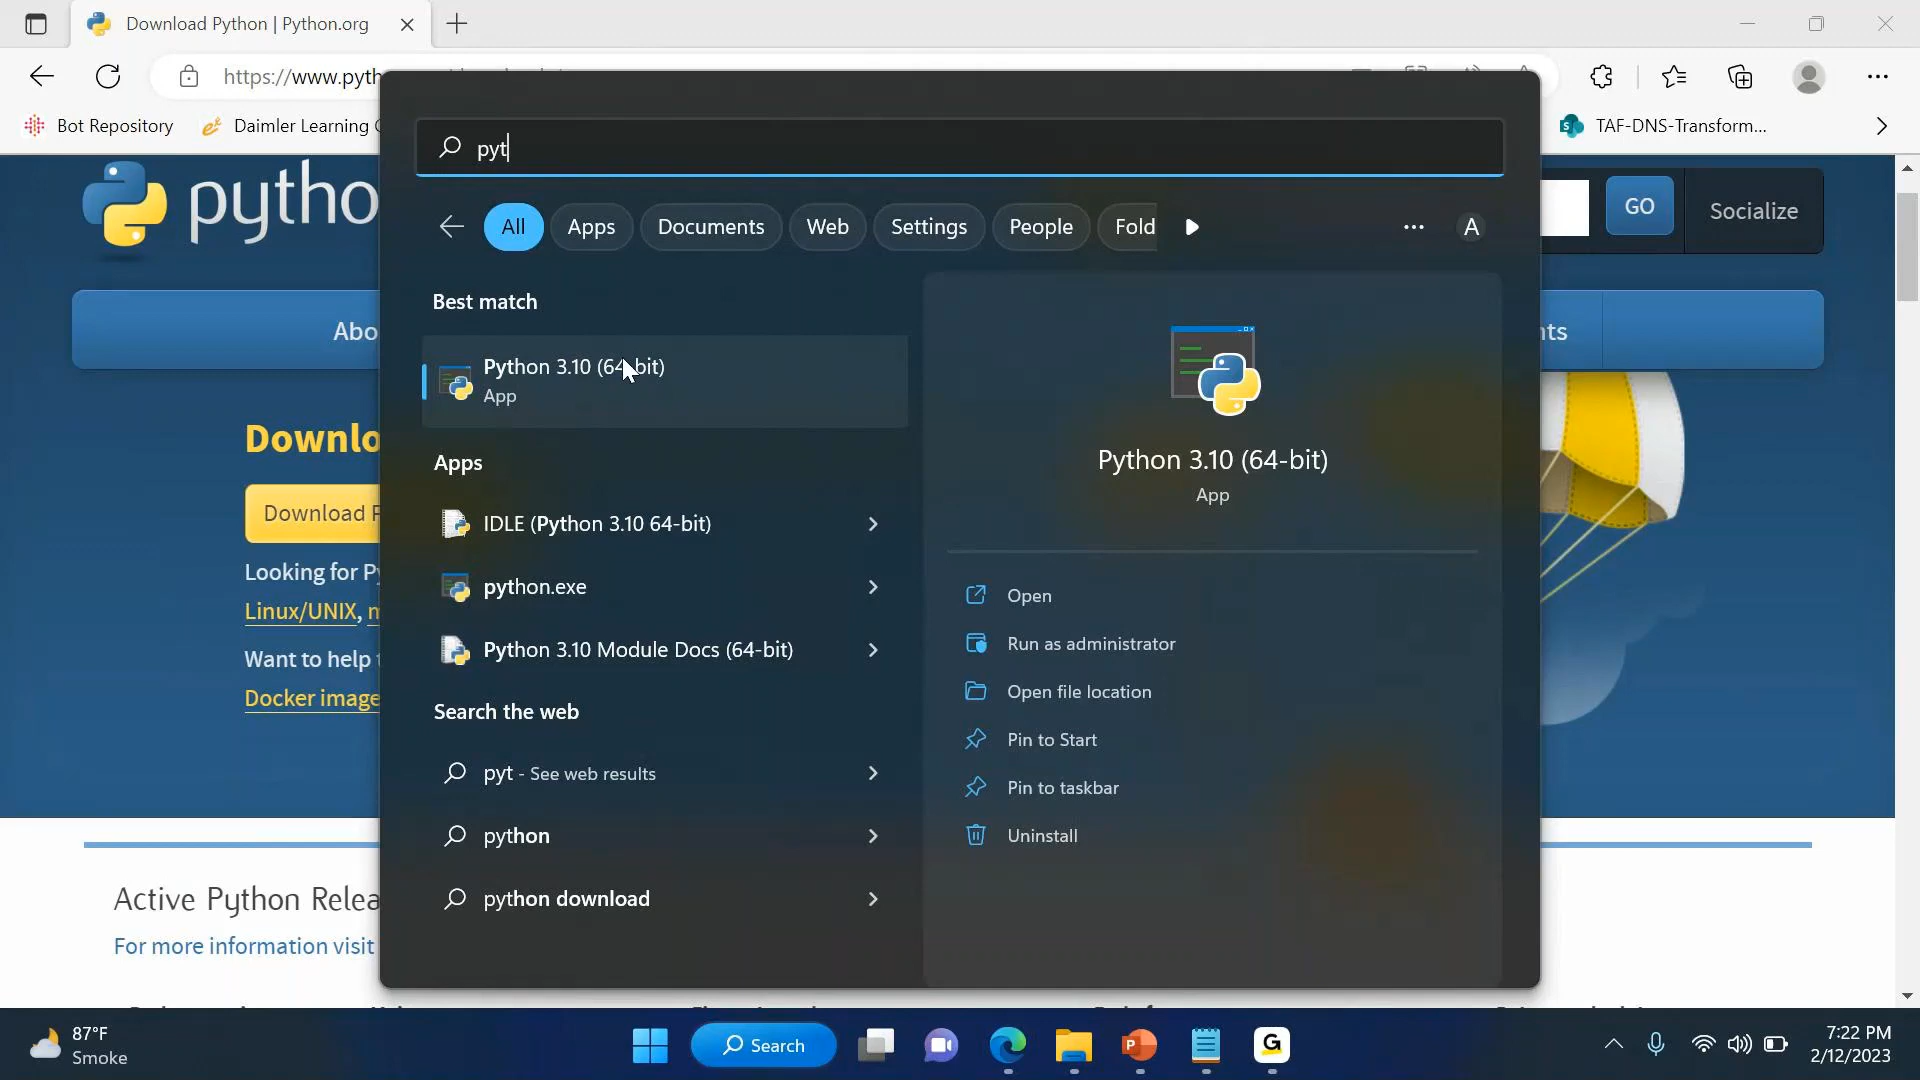 Download Python | Python.org
https://www.pyth
Bot Repository
Daimler Learning
TAF-DNS-Transform...
pyt
All
Apps
Documents
Web
Settings
People
Fold
A
Best match
Python 3.10 (64-bit)
App
Apps
IDLE (Python 3.10 64-bit)
python.exe
Python 3.10 Module Docs (64-bit)
Search the web
pyt - See web results
python
python download
Python 3.10 (64-bit)
App
Open
Run as administrator
Open file location
Pin to Start
Pin to taskbar
Uninstall
pytho
GO
Socialize
Abo
nts
Downlo
Download P
Looking for Py
Linux/UNIX, m
Want to help t
Docker image
Active Python Relea
For more information visit
87°F
Smoke
Search
P
G
7:22 PM
2/12/2023